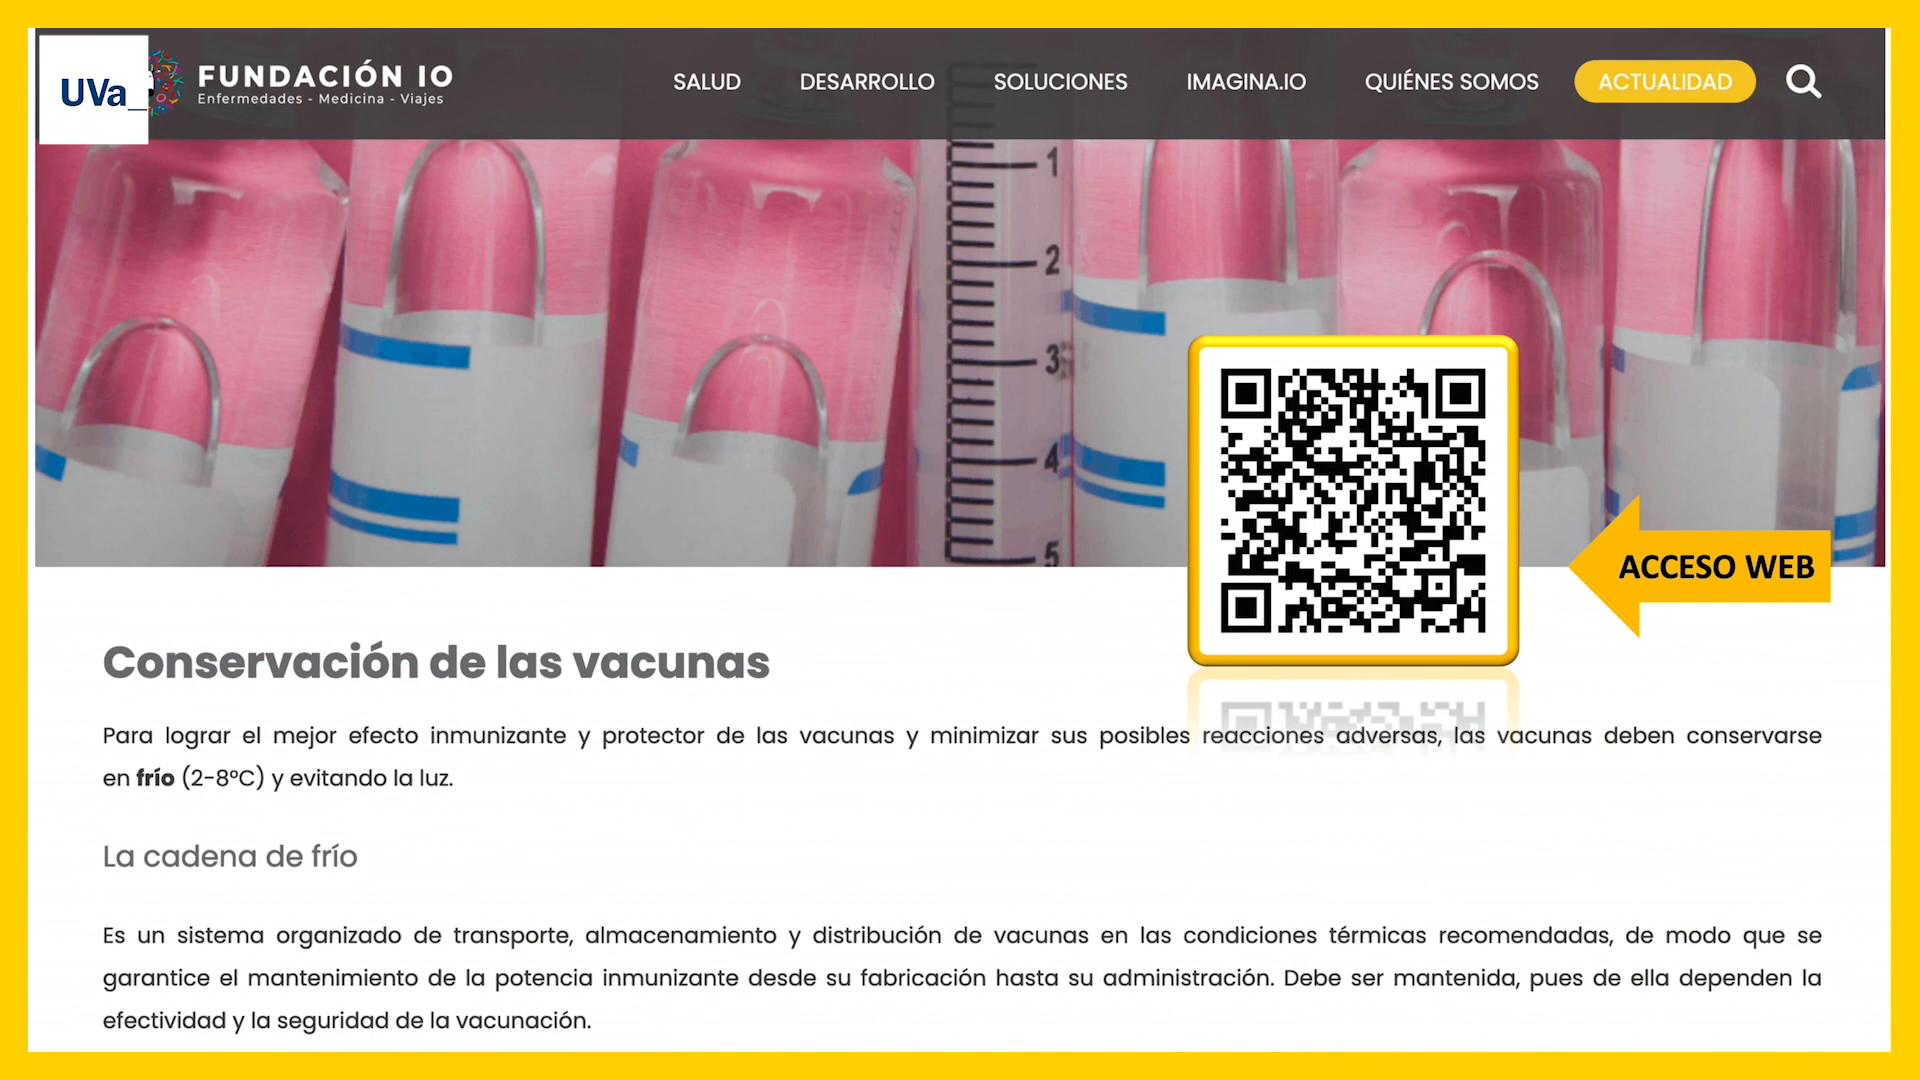 UVa_
FUNDACIÓN IO
Enfermedades - Medicina - Viajes
SALUD
DESARROLLO
SOLUCIONES
IMAGINA.IO
QUIÉNES SOMOS
ACTUALIDAD
1
2
3
4
5
ACCESO WEB
Conservación de las vacunas
Para lograr el mejor efecto inmunizante y protector de las vacunas y minimizar sus posibles reacciones adversas, las vacunas deben conservarse
en frío (2-8ºC) y evitando la luz.
La cadena de frío
Es un sistema organizado de transporte, almacenamiento y distribución de vacunas en las condiciones térmicas recomendadas, de modo que se
garantice el mantenimiento de la potencia inmunizante desde su fabricación hasta su administración. Debe ser mantenida, pues de ella dependen la
efectividad y la seguridad de la vacunación.